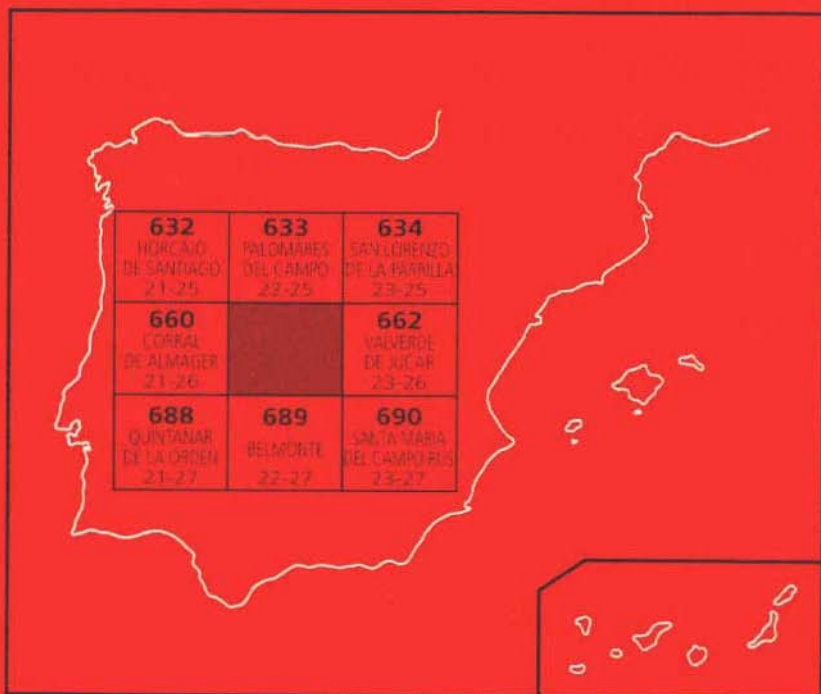 632
HORCAJO
DE SANTIAGO
21-25
633
PALOMARES
DEL CAMPO
22-25
634
SAN LORENZO
DE LA PARRILLA
23-25
660
CORRAL
DE ALMAGER
21-26
662
VALVERDE
DE JUCAR
23-26
688
QUINTANAR
DE LA ORDEN
21-27
689
BELMONTE
22-27
690
SANTA MARIA
DEL CAMPO RUS
23-27